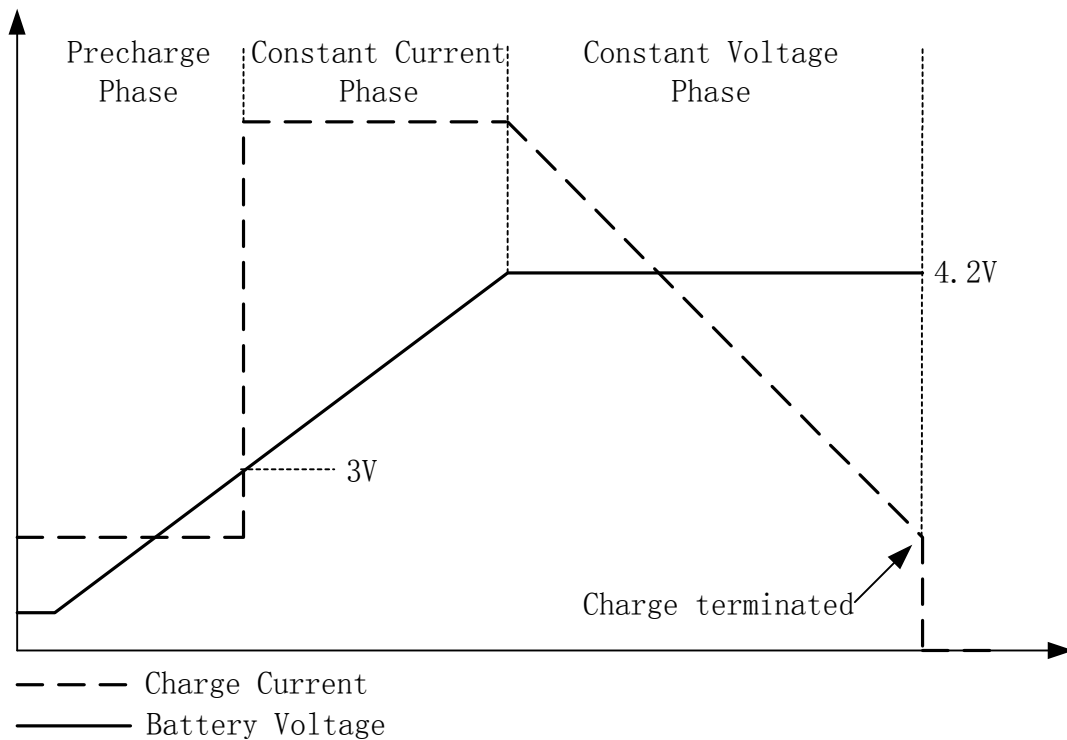 Precharge
Phase
Constant Current
Phase
Constant Voltage
Phase
4.2V
3V
Charge terminated
Charge Current
Battery Voltage